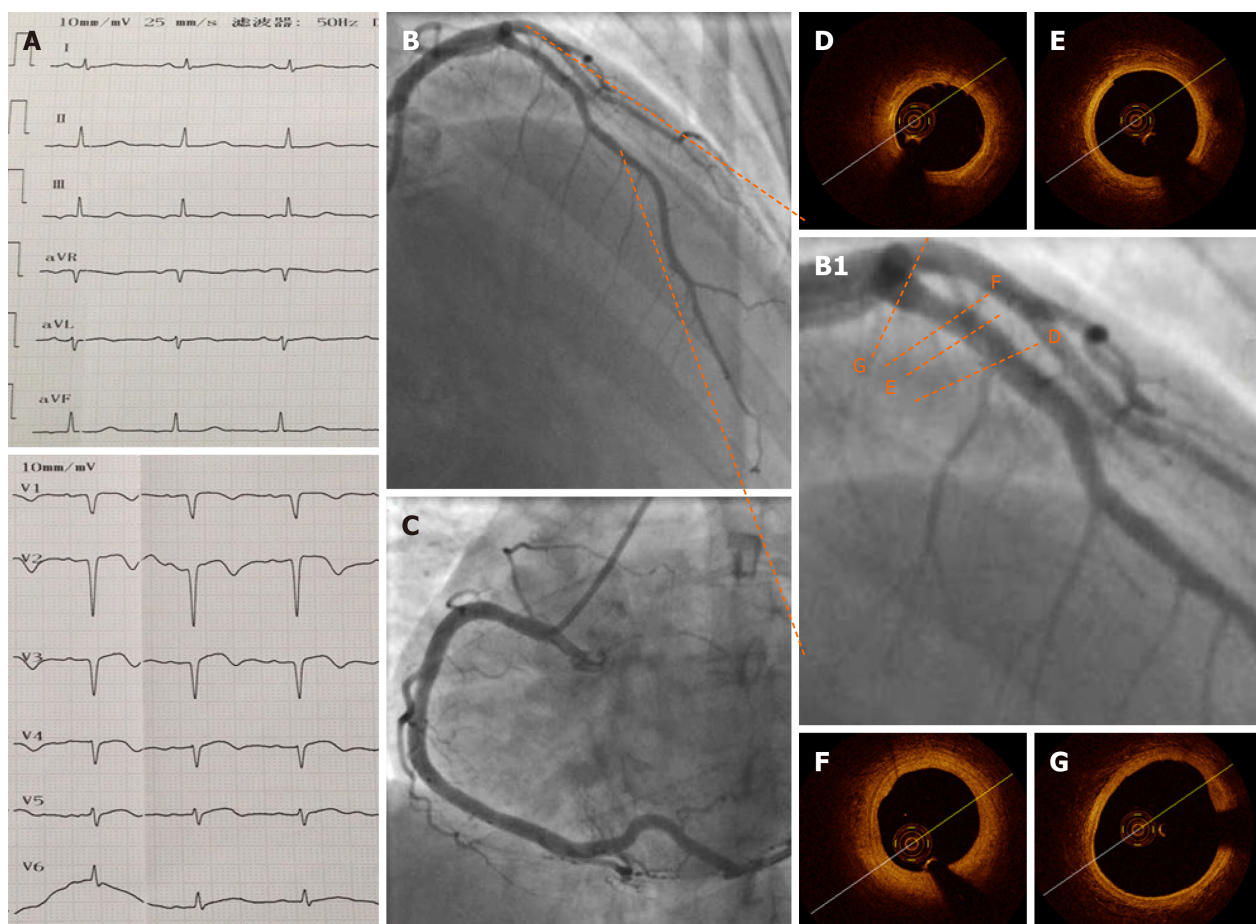 A
10mm/mV 25 mm/s 滤波器: 50Hz D
I
II
III
aVR
aVL
aVF
10mm/mV
V1
V2
V3
V4
V5
V6
B
C
D
E
B1
F
D
G
E
F
G